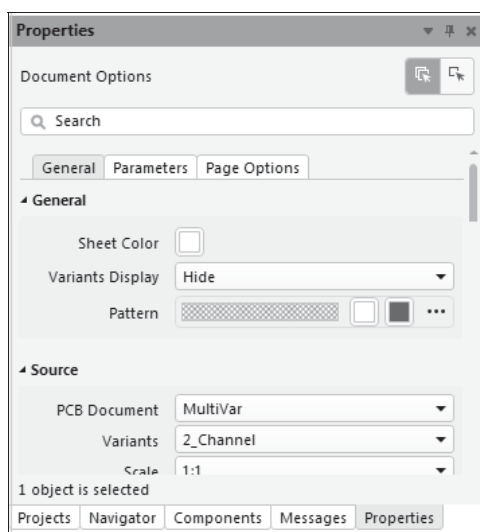 Properties
Document Options
Search
General Parameters Page Options
General
Sheet Color
Variants Display Hide
Pattern
Source
PCB Document MultiVar
Variants 2_Channel
Scale 1:1
1 object is selected
Projects Navigator Components Messages Properties